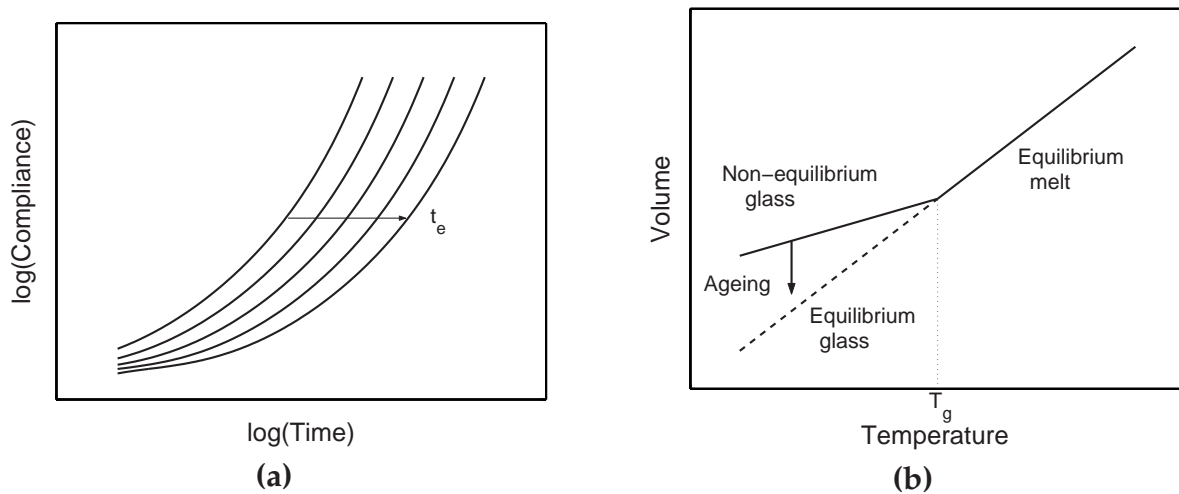 log(Compliance)
t_e
log(Time)
(a)
Volume
Non−equilibrium
glass
Equilibrium
melt
Ageing
Equilibrium
glass
T_g
Temperature
(b)